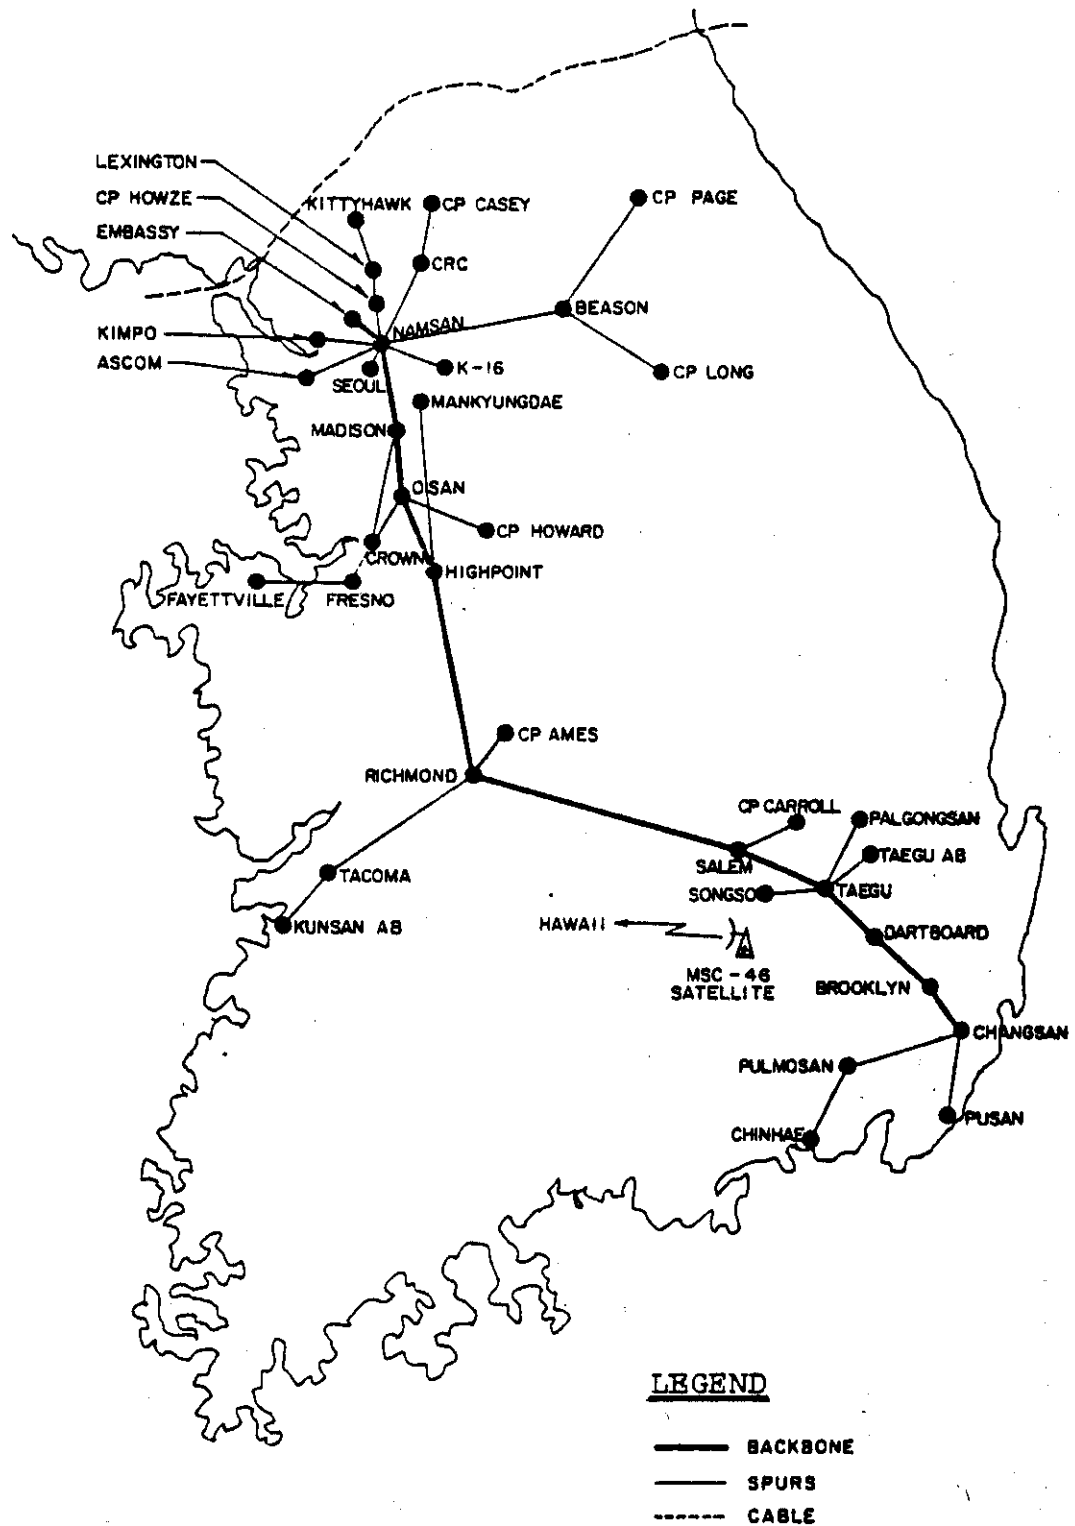 LEXINGTON
CP HOWZE
KITTYHAWK
CP CASEY
CP PAGE
EMBASSY
CRC
BEASON
KIMPO
NAMSAN
ASCOM
SEOUL
K-16
CP LONG
MANKYUNGDAE
MADISON
OSAN
CP HOWARD
CROWN
HIGHPOINT
FAYETTVILLE
FRESNO
CP AMES
RICHMOND
CP CARROLL
PALGONGSAN
TAEGU AB
SALEM
TACOMA
SONGSO
TAEGU
KUNSAN AB
HAWAII
DARTBOARD
MSC-46
SATELLITE
BROOKLYN
CHANGSAN
PULMOSAN
PUSAN
CHINHAE
LEGEND
BACKBONE
SPURS
CABLE